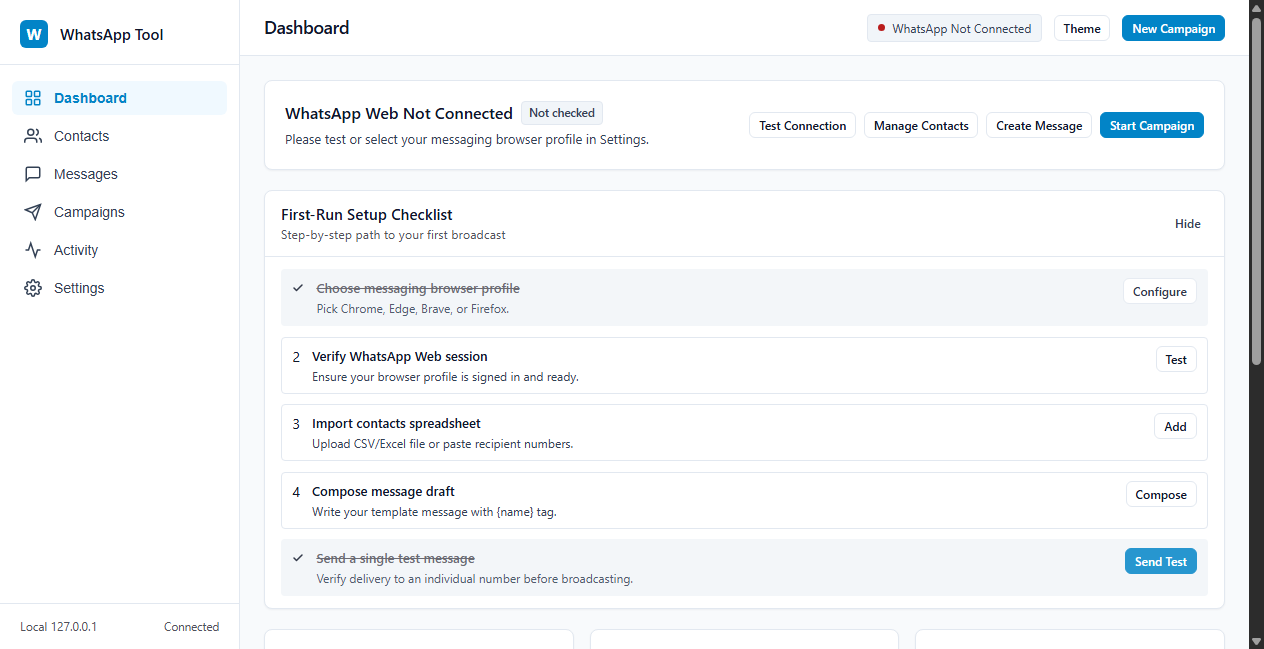 W WhatsApp Tool
Dashboard
Contacts
Messages
Campaigns
Activity
Settings
Local 127.0.0.1 Connected
Dashboard
WhatsApp Not Connected
Theme
New Campaign
WhatsApp Web Not Connected Not checked
Please test or select your messaging browser profile in Settings.
Test Connection
Manage Contacts
Create Message
Start Campaign
First-Run Setup Checklist
Step-by-step path to your first broadcast
Hide
Choose messaging browser profile
Pick Chrome, Edge, Brave, or Firefox.
Configure
2 Verify WhatsApp Web session
Ensure your browser profile is signed in and ready.
Test
3 Import contacts spreadsheet
Upload CSV/Excel file or paste recipient numbers.
Add
4 Compose message draft
Write your template message with {name} tag.
Compose
Send a single test message
Verify delivery to an individual number before broadcasting.
Send Test